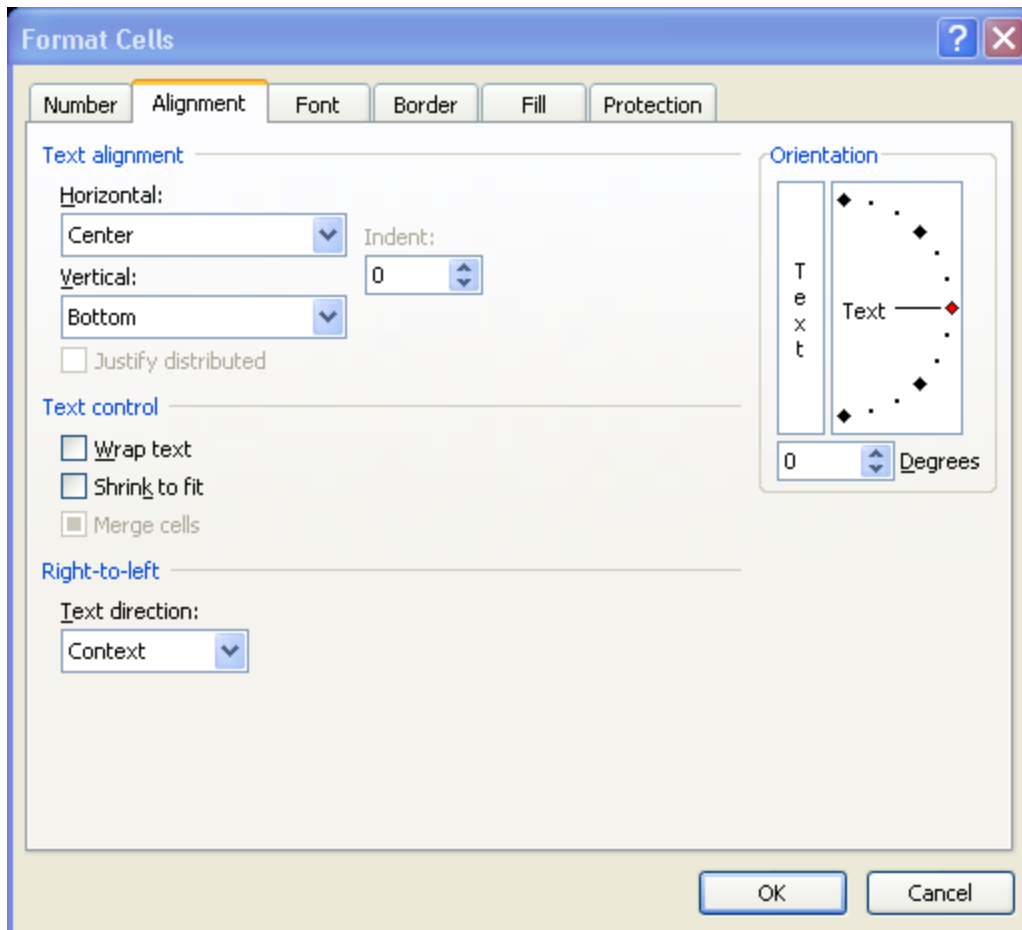 Format Cells
Number Alignment Font Border Fill Protection
Text alignment
Horizontal:
Center
Indent:
0
Vertical:
Bottom
Justify distributed
Text control
Wrap text
Shrink to fit
Merge cells
Right-to-left
Text direction:
Context
Orientation
Text
Text
0 Degrees
OK Cancel